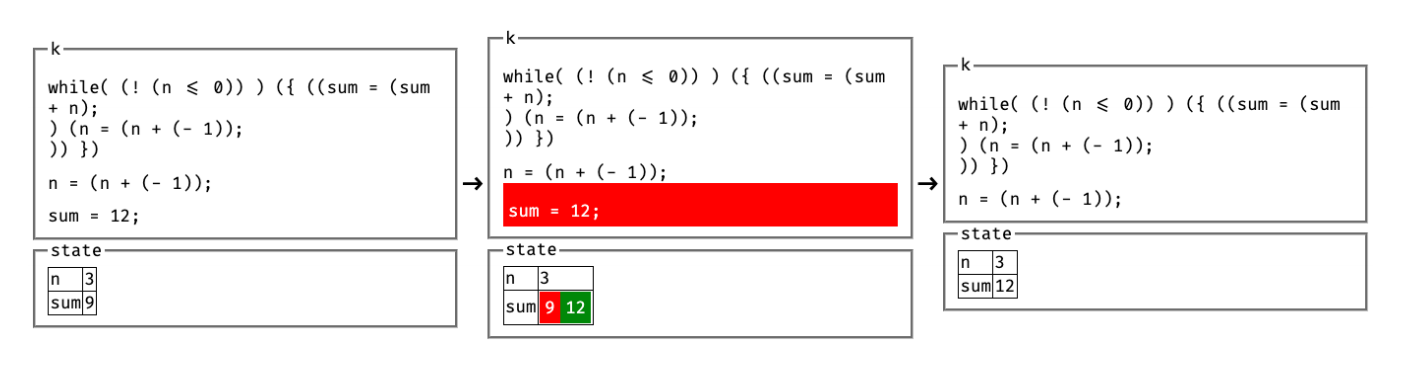 k
while( (! (n ⩽ 0)) ) ({ ((sum = (sum
+ n);
) (n = (n + (- 1));
)) })
n = (n + (- 1));
sum = 12;
state
n 3
sum 9
→
k
while( (! (n ⩽ 0)) ) ({ ((sum = (sum
+ n);
) (n = (n + (- 1));
)) })
n = (n + (- 1));
sum = 12;
state
n 3
sum 9 12
→
k
while( (! (n ⩽ 0)) ) ({ ((sum = (sum
+ n);
) (n = (n + (- 1));
)) })
n = (n + (- 1));
state
n 3
sum 12